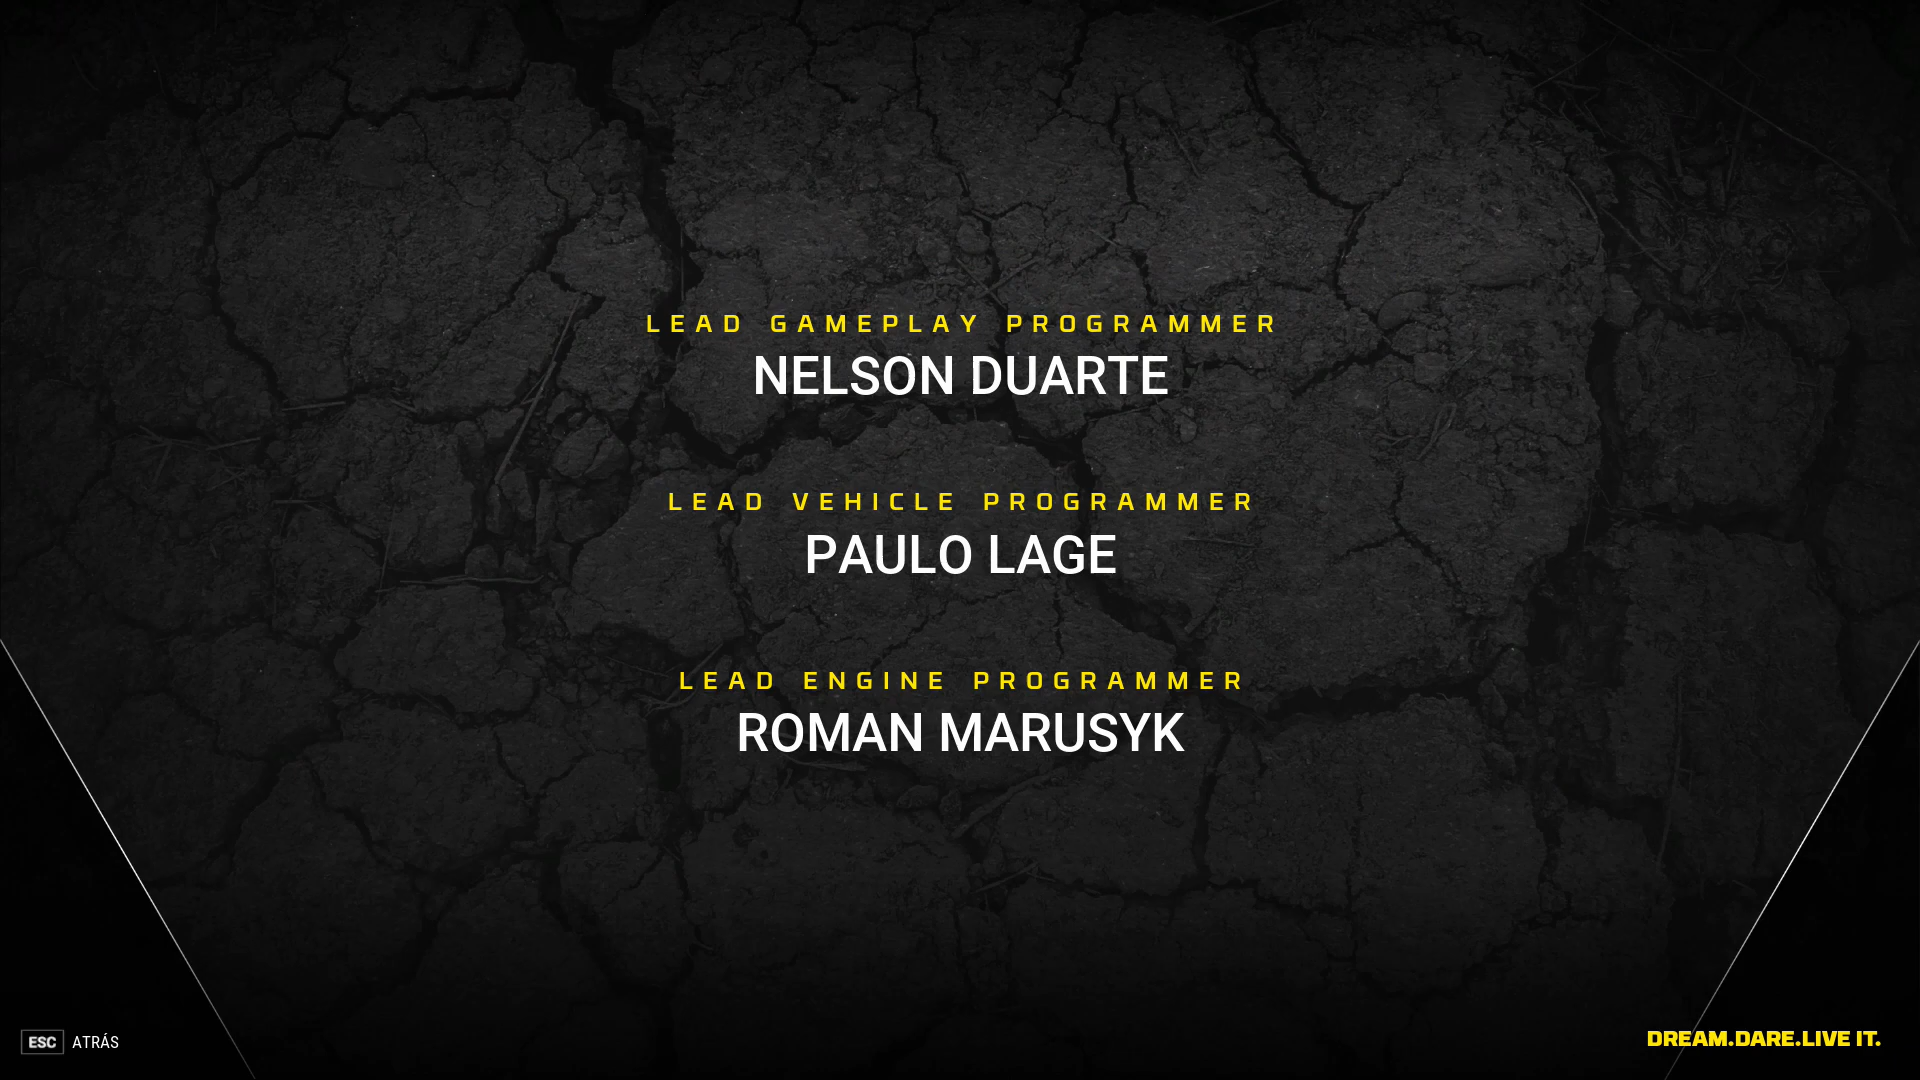 LEAD GAMEPLAY PROGRAMMER
NELSON DUARTE
LEAD VEHICLE PROGRAMMER
PAULO LAGE
LEAD ENGINE PROGRAMMER
ROMAN MARUSYK
ESC ATRÁS
DREAM.DARE.LIVE IT.